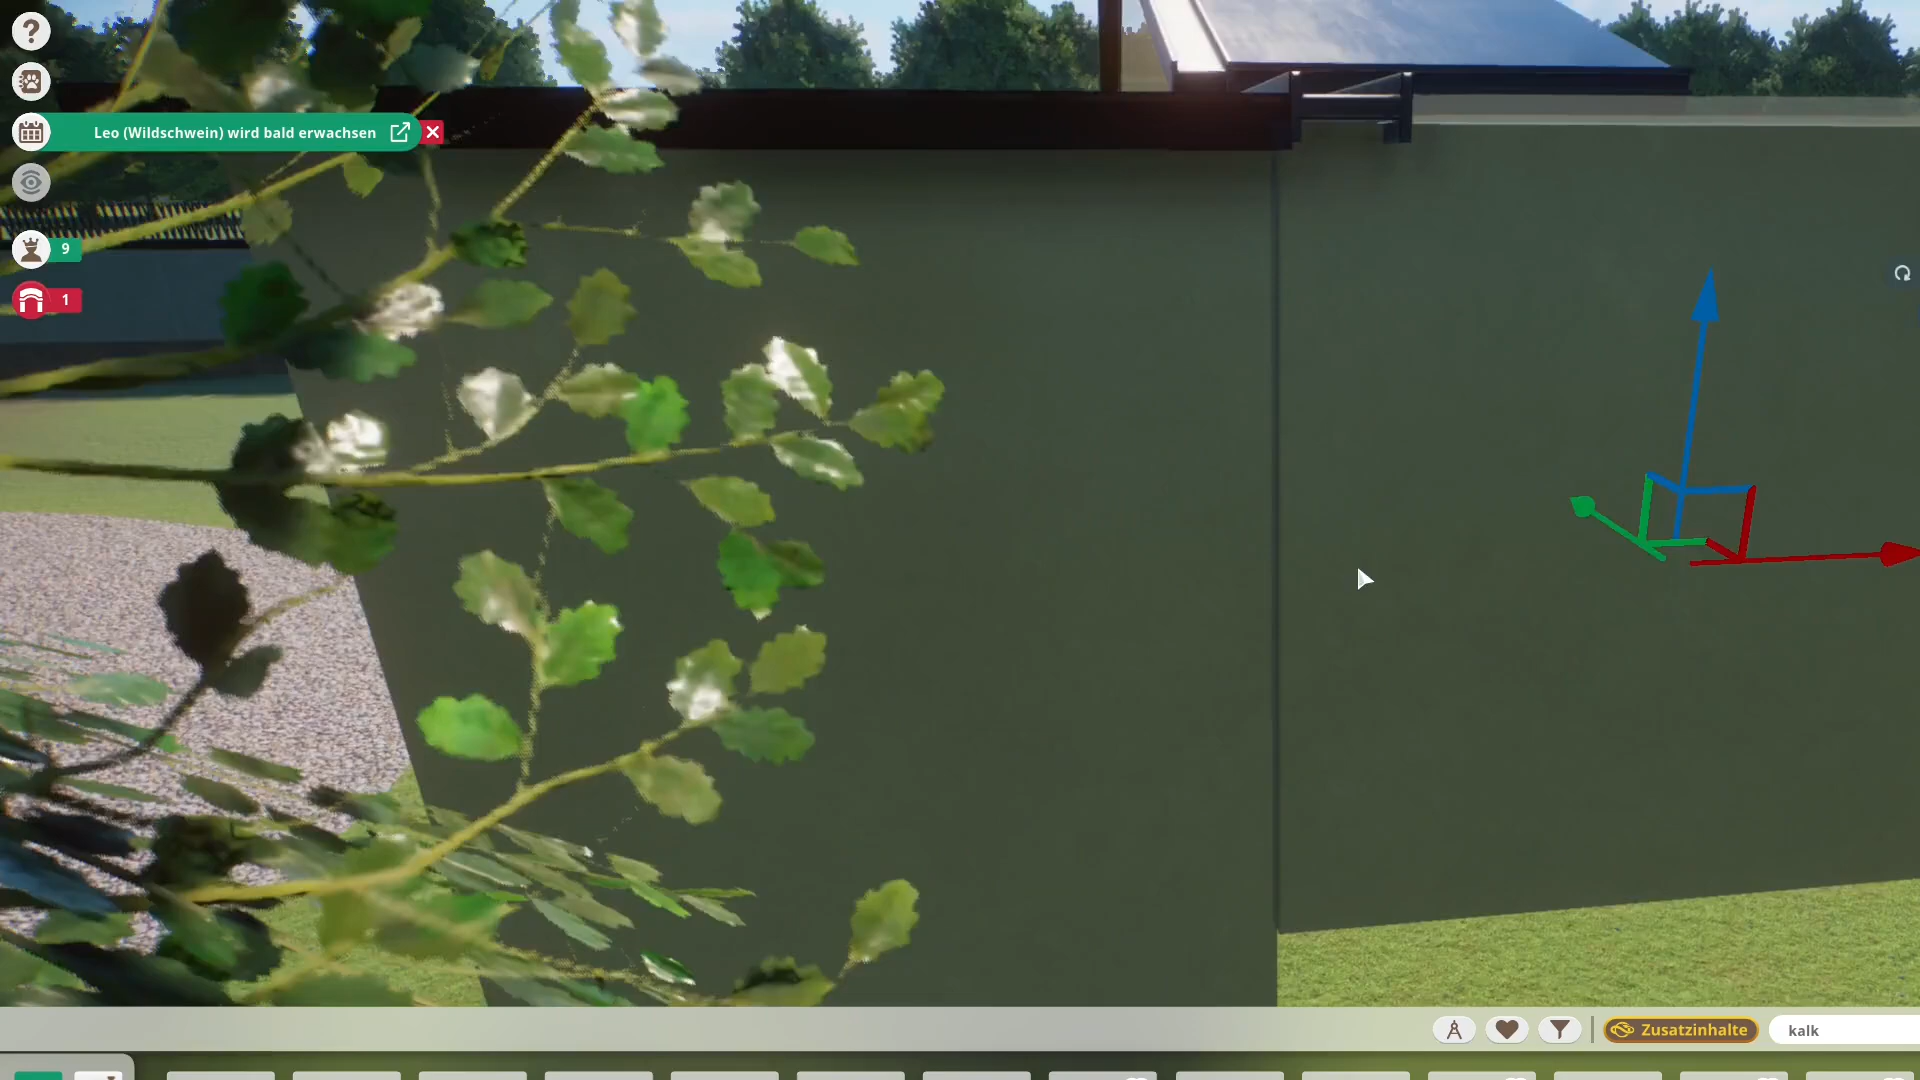 ?
Leo (Wildschwein) wird bald erwachsen
9
1
Zusatzinhalte
kalk